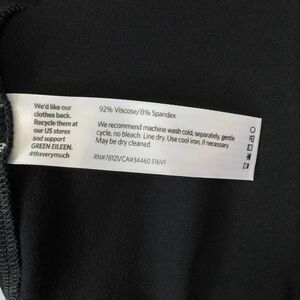 We'd like our
clothes back.
Recycle them at
our US stores
and support
GREEN EILEEN.
#thxverymuch
92% Viscose/8% Spandex
We recommend machine wash cold, separately, gentle
cycle, no bleach. Line dry. Use cool iron, if necessary
May be dry cleaned
RN#78121/CA#34460 S16VF